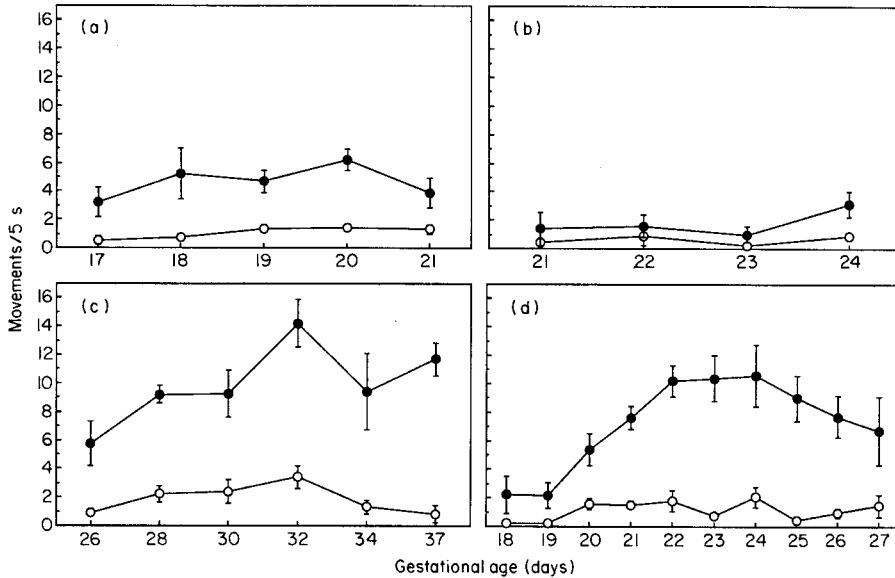 16
14
12
10
8
6
4
2
0
(a)
17 18 19 20 21
(b)
21 22 23 24
Movements/5 s
16
14
12
10
8
6
4
2
0
(c)
26 28 30 32 34 37
(d)
18 19 20 21 22 23 24 25 26 27
Gestational age (days)